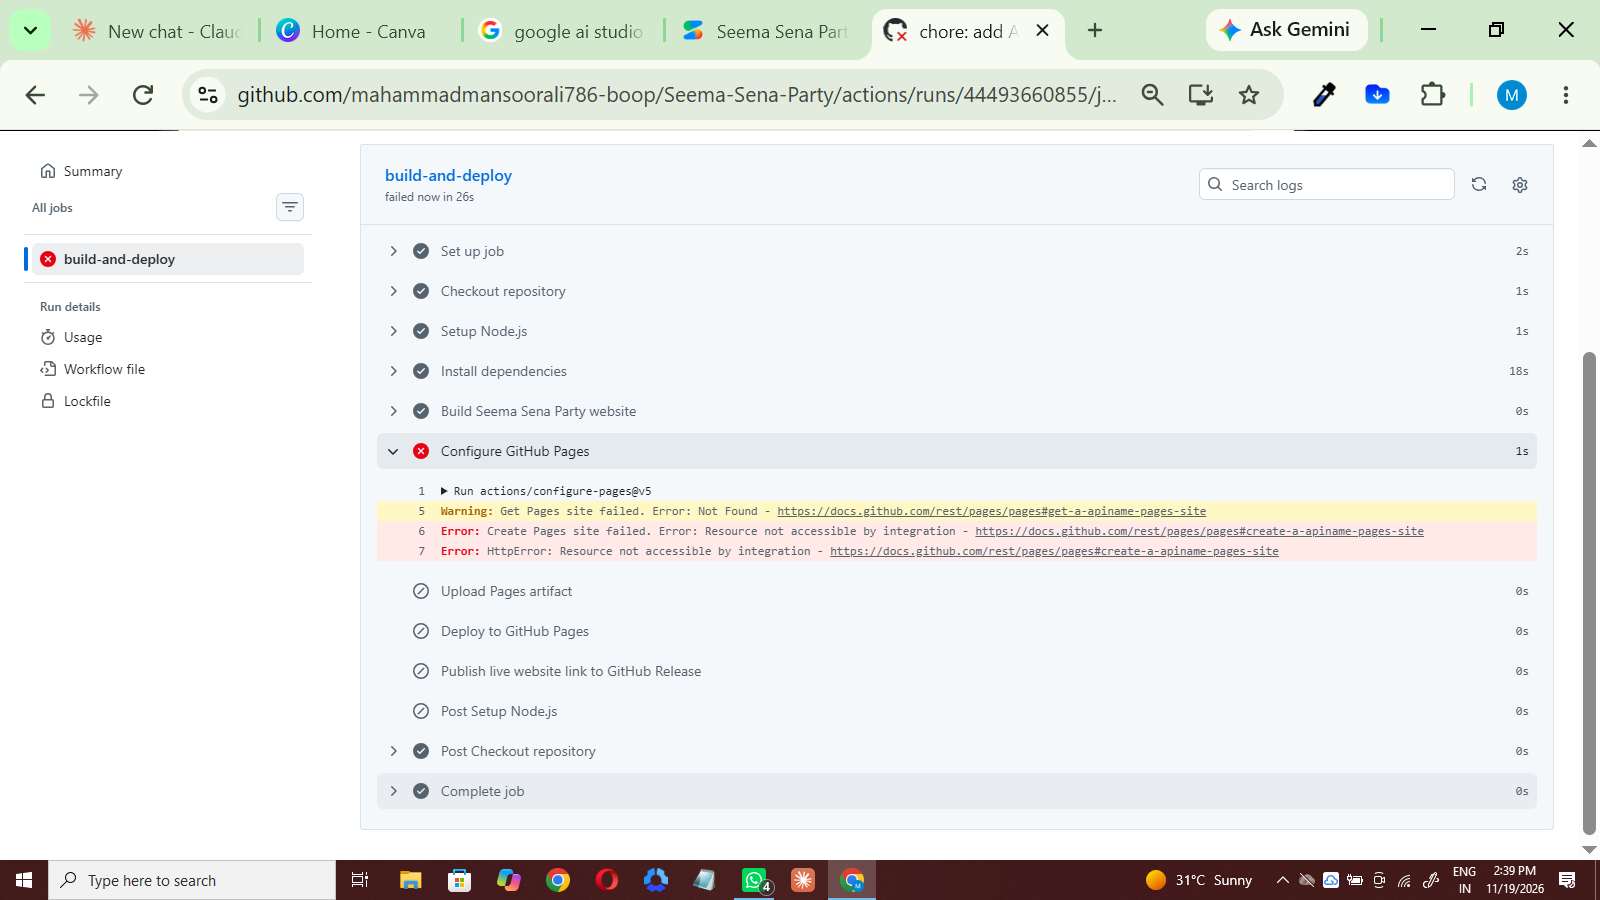 New chat - Clau
Home - Canva
google ai studio
Seema Sena Part
chore: add A
Ask Gemini
github.com/mahammadmansoorali786-boop/Seema-Sena-Party/actions/runs/44493660855/j...
M
Summary
All jobs
build-and-deploy
Run details
Usage
Workflow file
Lockfile
build-and-deploy
failed now in 26s
Search logs
Set up job 2s
Checkout repository 1s
Setup Node.js 1s
Install dependencies 18s
Build Seema Sena Party website 0s
Configure GitHub Pages 1s
1 Run actions/configure-pages@v5
5 Warning: Get Pages site failed. Error: Not Found - https://docs.github.com/rest/pages/pages#get-a-apiname-pages-site
6 Error: Create Pages site failed. Error: Resource not accessible by integration - https://docs.github.com/rest/pages/pages#create-a-apiname-pages-site
7 Error: HttpError: Resource not accessible by integration - https://docs.github.com/rest/pages/pages#create-a-apiname-pages-site
Upload Pages artifact 0s
Deploy to GitHub Pages 0s
Publish live website link to GitHub Release 0s
Post Setup Node.js 0s
Post Checkout repository 0s
Complete job 0s
Type here to search
4
31°C Sunny
ENG
IN
2:39 PM
11/19/2026